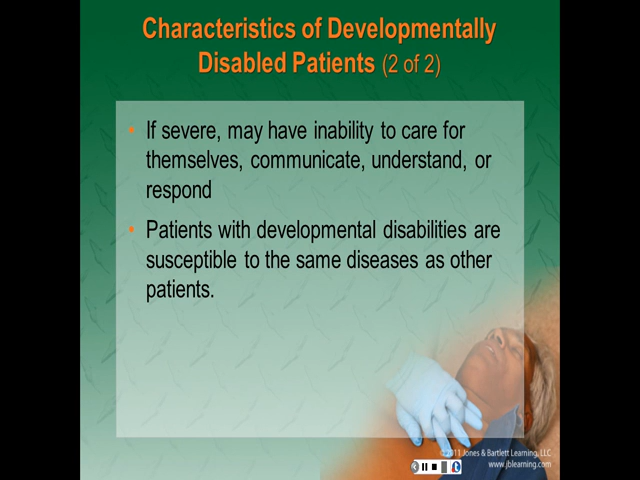 Characteristics of Developmentally
Disabled Patients (2 of 2)
• If severe, may have inability to care for
themselves, communicate, understand, or
respond
• Patients with developmental disabilities are
susceptible to the same diseases as other
patients.
©2011 Jones & Bartlett Learning, LLC
www.jblearning.com